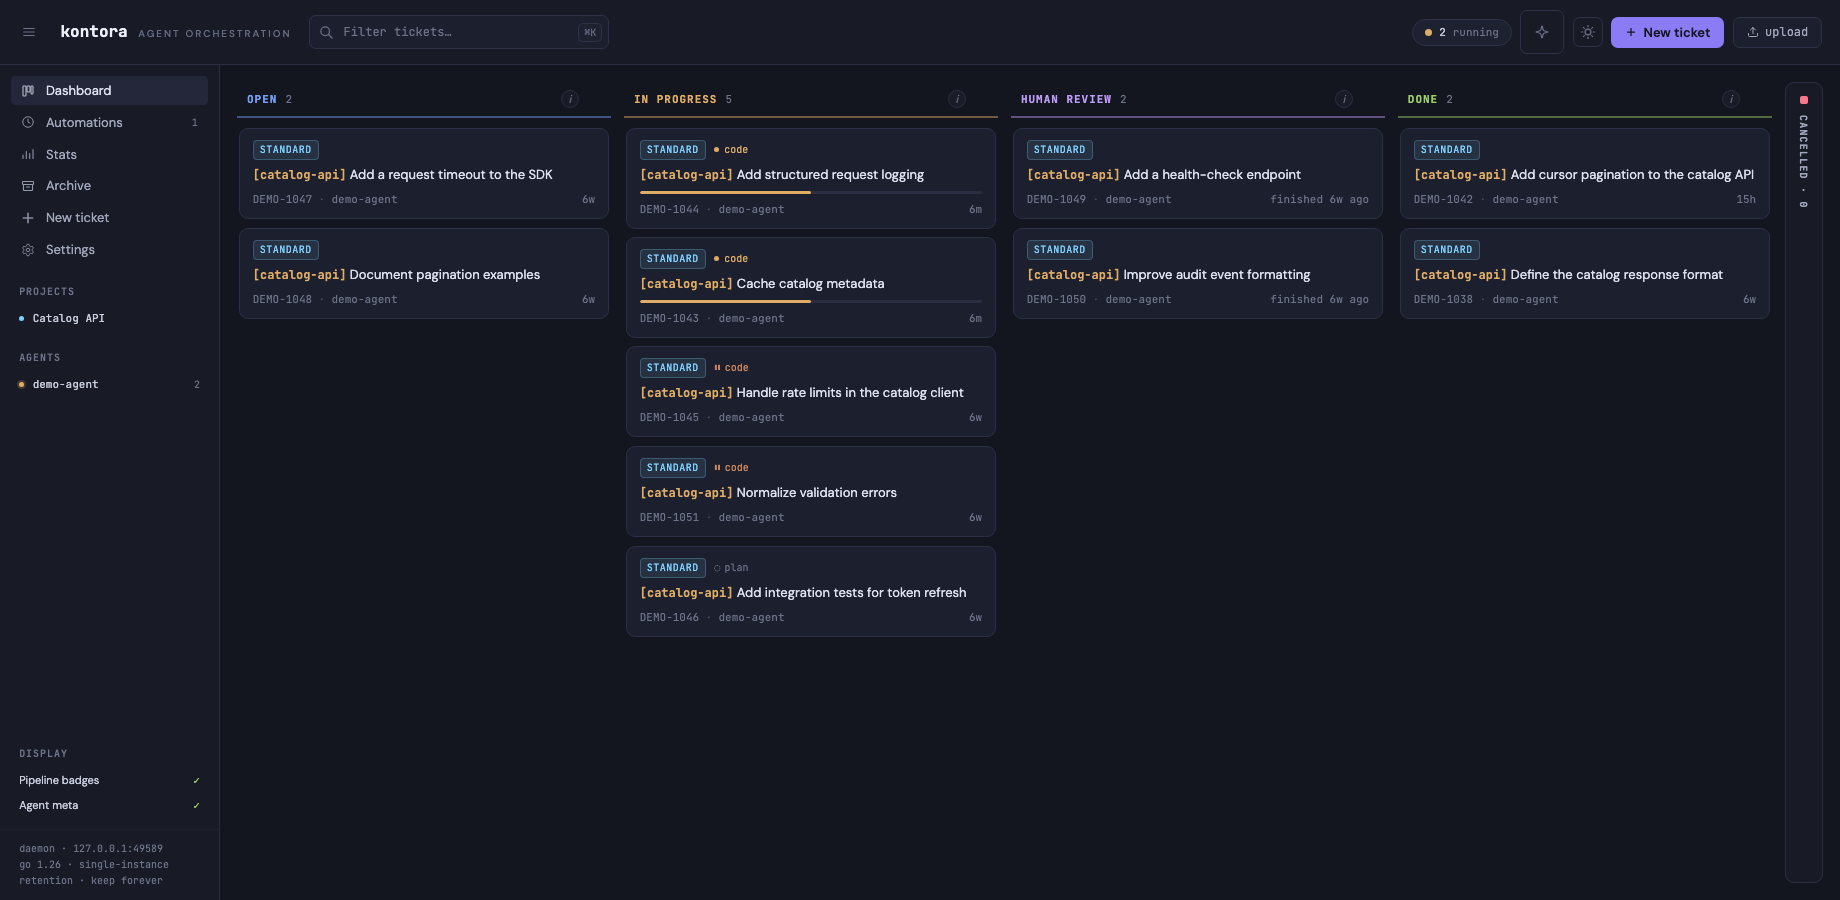 kontora AGENT ORCHESTRATION
Filter tickets… ⌘K
2 running
+ New ticket
upload
Dashboard
Automations 1
Stats
Archive
New ticket
Settings
PROJECTS
Catalog API
AGENTS
demo-agent 2
DISPLAY
Pipeline badges ✓
Agent meta ✓
daemon · 127.0.0.1:49589
go 1.26 · single-instance
retention · keep forever
OPEN 2 i
STANDARD
[catalog-api] Add a request timeout to the SDK
DEMO-1047 · demo-agent 6w
STANDARD
[catalog-api] Document pagination examples
DEMO-1048 · demo-agent 6w
IN PROGRESS 5 i
STANDARD code
[catalog-api] Add structured request logging
DEMO-1044 · demo-agent 6m
STANDARD code
[catalog-api] Cache catalog metadata
DEMO-1043 · demo-agent 6m
STANDARD code
[catalog-api] Handle rate limits in the catalog client
DEMO-1045 · demo-agent 6w
STANDARD code
[catalog-api] Normalize validation errors
DEMO-1051 · demo-agent 6w
STANDARD plan
[catalog-api] Add integration tests for token refresh
DEMO-1046 · demo-agent 6w
HUMAN REVIEW 2 i
STANDARD
[catalog-api] Add a health-check endpoint
DEMO-1049 · demo-agent finished 6w ago
STANDARD
[catalog-api] Improve audit event formatting
DEMO-1050 · demo-agent finished 6w ago
DONE 2 i
STANDARD
[catalog-api] Add cursor pagination to the catalog API
DEMO-1042 · demo-agent 15h
STANDARD
[catalog-api] Define the catalog response format
DEMO-1038 · demo-agent 6w
CANCELLED · 0